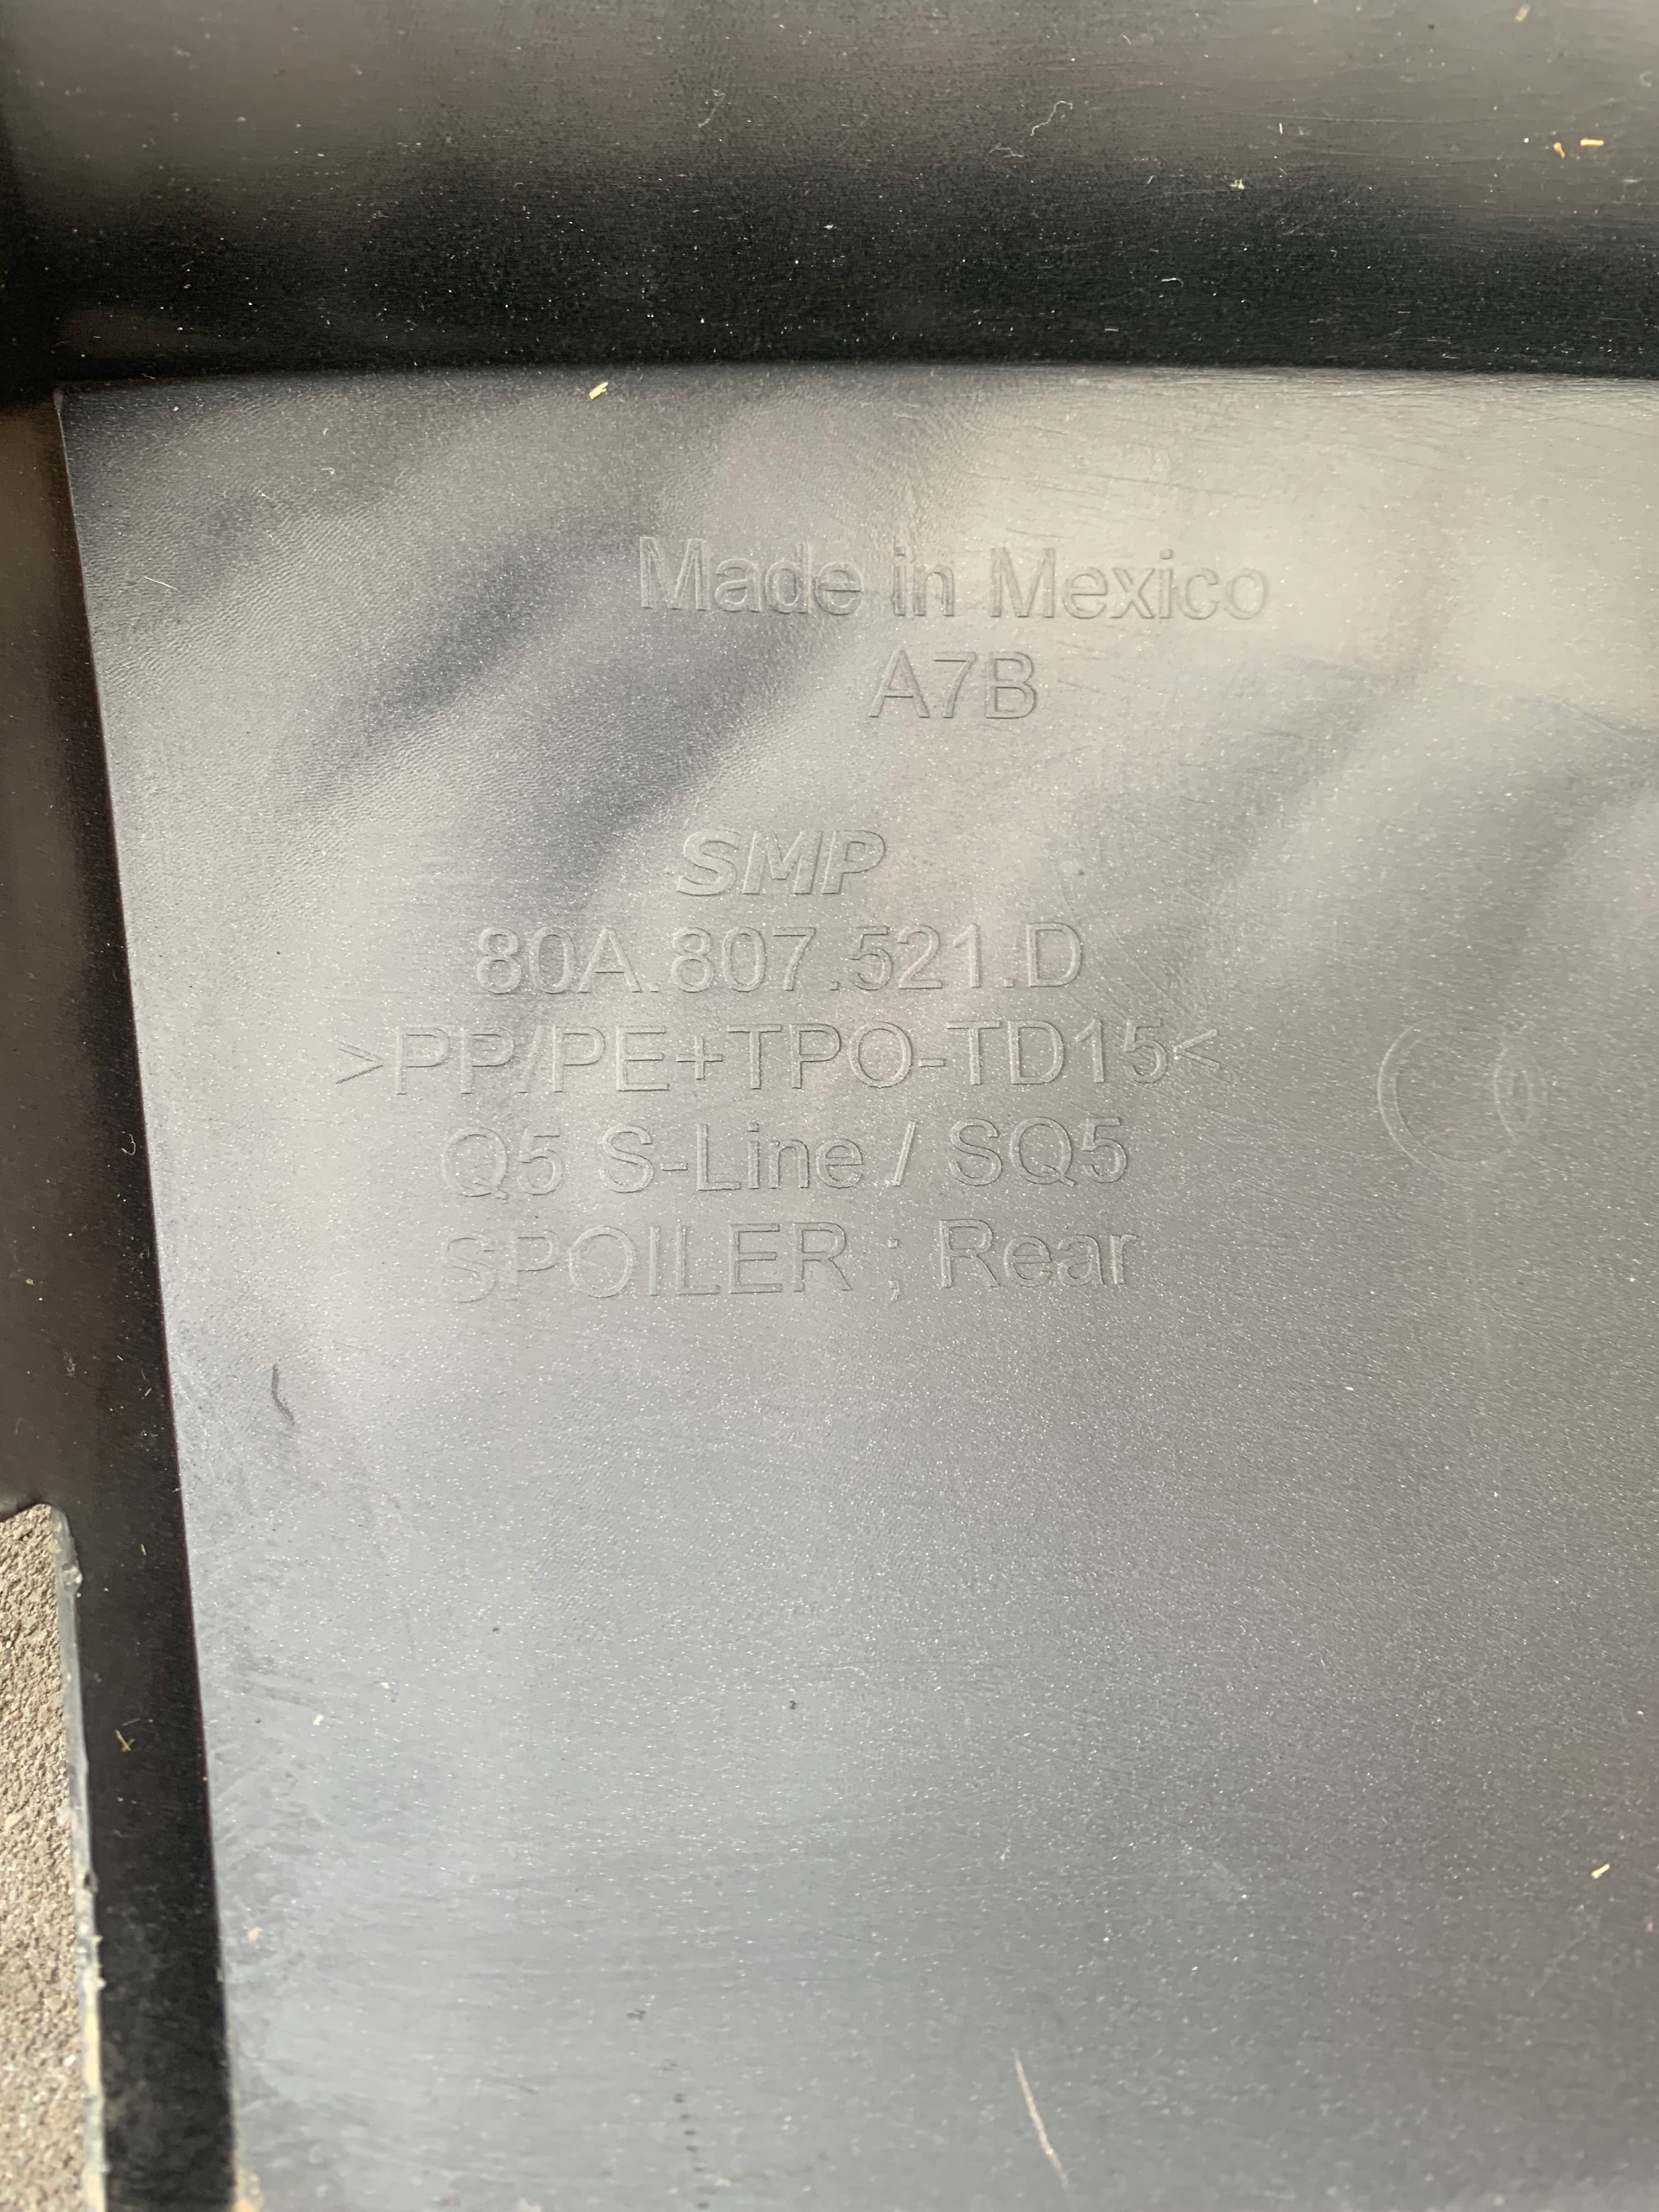 Made in Mexico
A7B
SMP
80A.807.521.D
>PP/PE+TPO-TD15<
Q5 S-Line / SQ5
SPOILER ; Rear